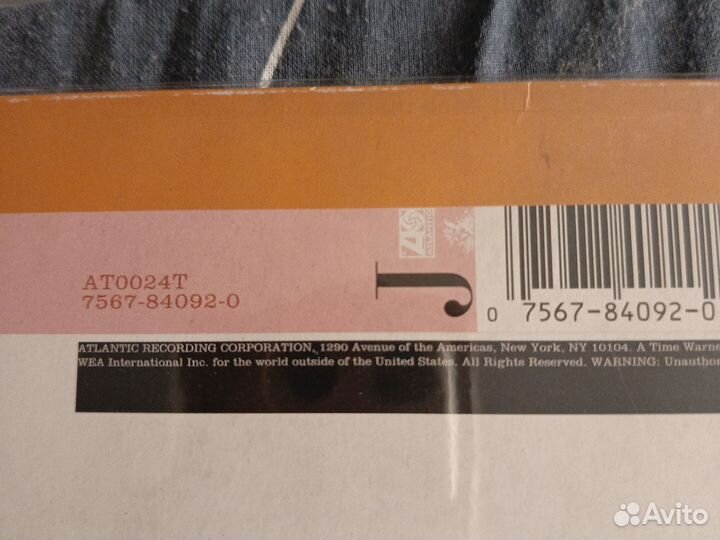 ATLANTIC
AT0024T
7567-84092-0
J
0 7567-84092-0
ATLANTIC RECORDING CORPORATION, 1290 Avenue of the Americas, New York, NY 10104. A Time Warne
WEA International Inc. for the world outside of the United States. All Rights Reserved. WARNING: Unauthor
Avito